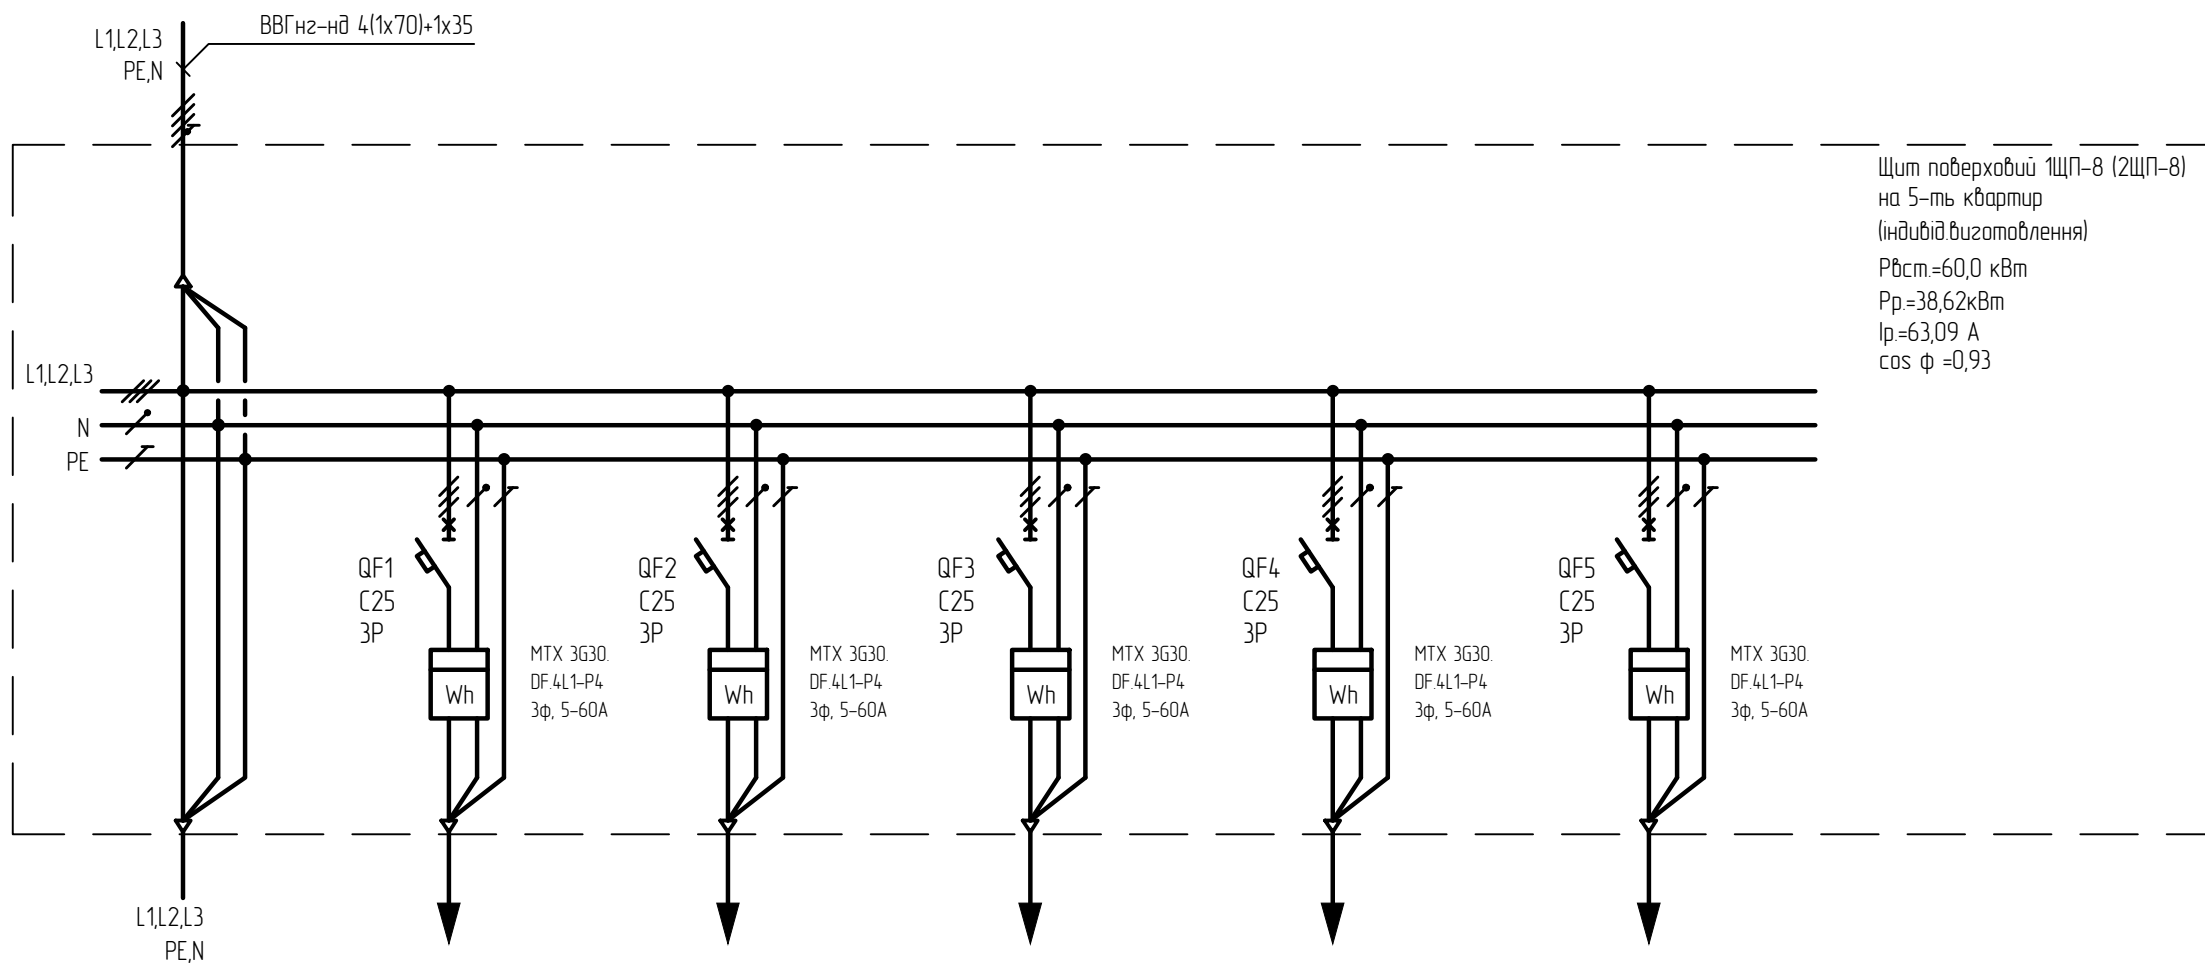 L1,L2,L3
PE,N
ВВГнг-нд 4(1х70)+1х35
Щит поверховий 1ЩП-8 (2ЩП-8)
на 5-ть квартир
(індивід.виготовлення)
Рвст.=60,0 кВт
Рр.=38,62кВт
Ір.=63,09 А
cos φ =0,93
L1,L2,L3
N
PE
QF1
C25
3P
QF2
C25
3P
QF3
C25
3P
QF4
C25
3P
QF5
C25
3P
Wh
MTX 3G30.
DF.4L1-P4
3ф, 5-60А
Wh
MTX 3G30.
DF.4L1-P4
3ф, 5-60А
Wh
MTX 3G30.
DF.4L1-P4
3ф, 5-60А
Wh
MTX 3G30.
DF.4L1-P4
3ф, 5-60А
Wh
MTX 3G30.
DF.4L1-P4
3ф, 5-60А
L1,L2,L3
PE,N